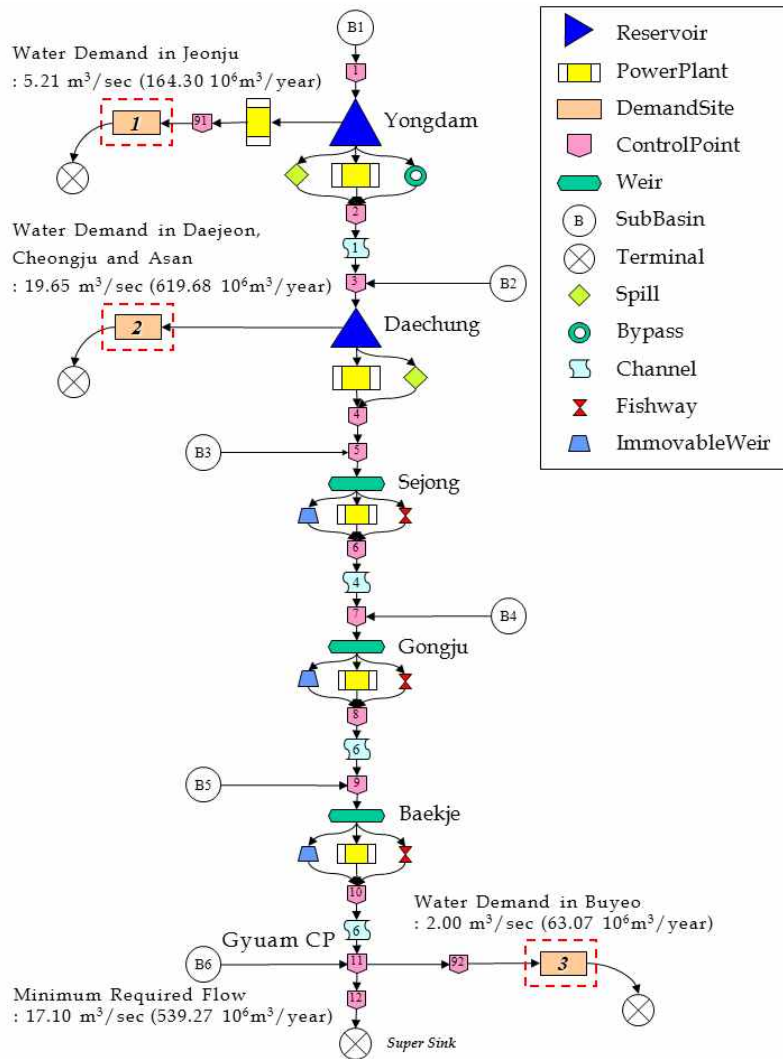 B1
1
Water Demand in Jeonju
: 5.21 m³/sec (164.30 10⁶m³/year)
1
91
Yongdam
2
Water Demand in Daejeon,
Cheongju and Asan
: 19.65 m³/sec (619.68 10⁶m³/year)
1
3
B2
2
Daechung
4
B3
5
Sejong
6
4
7
B4
Gongju
8
6
B5
9
Baekje
10
Water Demand in Buyeo
: 2.00 m³/sec (63.07 10⁶m³/year)
6
Gyuam CP
B6
11
92
3
Minimum Required Flow
: 17.10 m³/sec (539.27 10⁶m³/year)
12
Super Sink
Reservoir
PowerPlant
DemandSite
ControlPoint
Weir
B
SubBasin
Terminal
Spill
Bypass
Channel
Fishway
ImmovableWeir